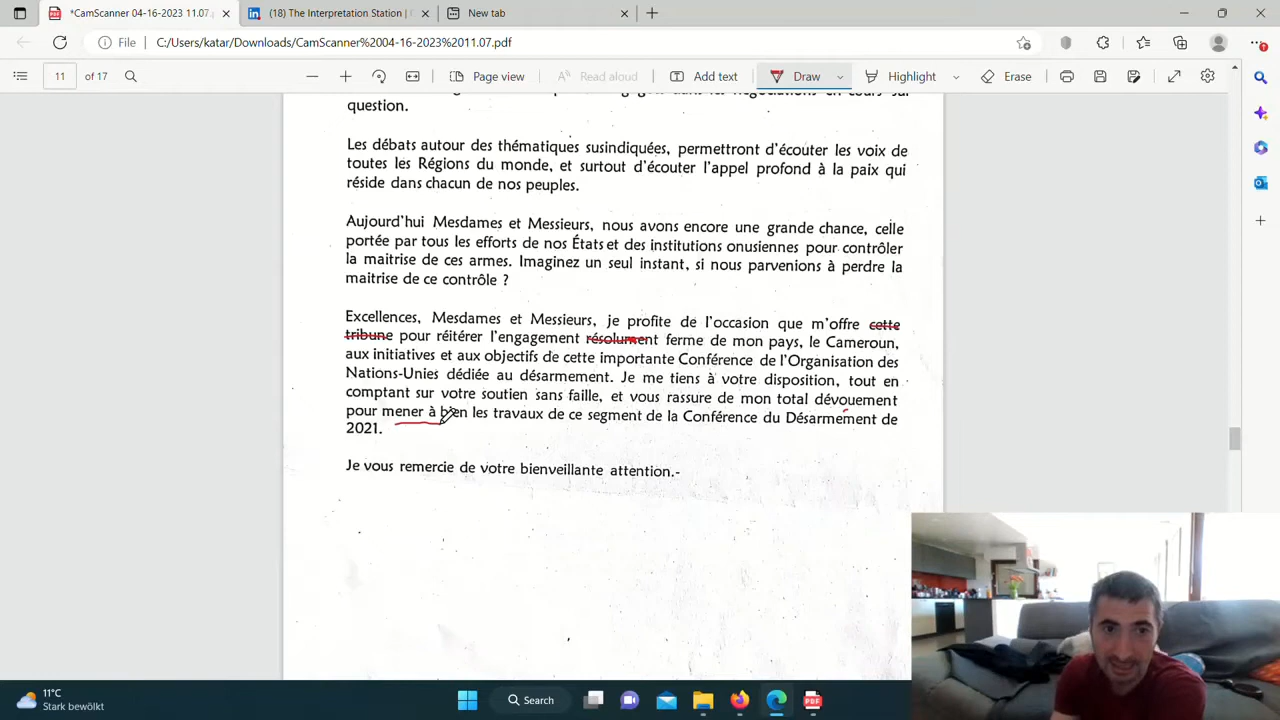 *CamScanner 04-16-2023 11.07.p
(18) The Interpretation Station |
New tab
File
C:/Users/katar/Downloads/CamScanner%2004-16-2023%2011.07.pdf
11 of 17
Page view
Read aloud
Add text
Draw
Highlight
Erase
question.
Les débats autour des thématiques susindiquées, permettront d'écouter les voix de
toutes les Régions du monde, et surtout d'écouter l'appel profond à la paix qui
réside dans chacun de nos peuples.
Aujourd'hui Mesdames et Messieurs, nous avons encore une grande chance, celle
portée par tous les efforts de nos États et des institutions onusiennes pour contrôler
la maitrise de ces armes. Imaginez un seul instant, si nous parvenions à perdre la
maitrise de ce contrôle ?
Excellences, Mesdames et Messieurs, je profite de l'occasion que m'offre cette
tribune pour réitérer l'engagement résolument ferme de mon pays, le Cameroun,
aux initiatives et aux objectifs de cette importante Conférence de l'Organisation des
Nations-Unies dédiée au désarmement. Je me tiens à votre disposition, tout en
comptant sur votre soutien sans faille, et vous rassure de mon total dévouement
pour mener à bien les travaux de ce segment de la Conférence du Désarmement de
2021.
Je vous remercie de votre bienveillante attention.-
11°C
Stark bewölkt
Search